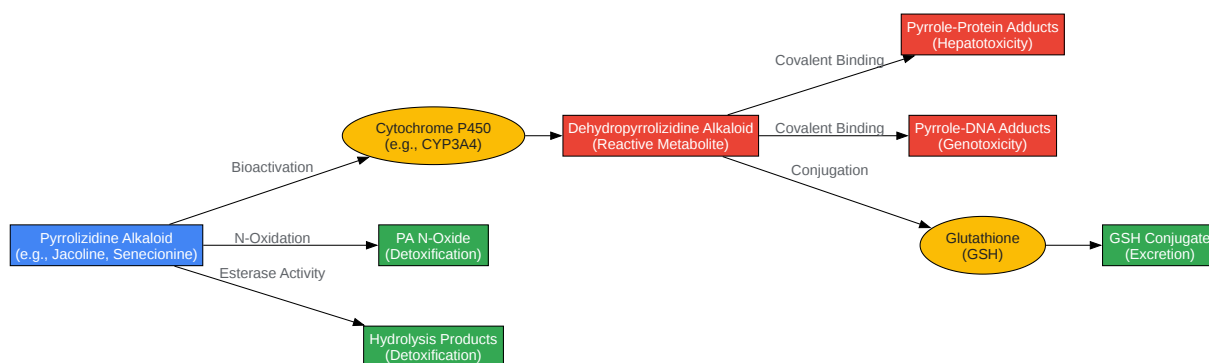 Pyrrole-Protein Adducts
(Hepatotoxicity)
Covalent Binding
Cytochrome P450
(e.g., CYP3A4)
Dehydropyrrolizidine Alkaloid
(Reactive Metabolite)
Covalent Binding
Pyrrole-DNA Adducts
(Genotoxicity)
Bioactivation
Conjugation
Pyrrolizidine Alkaloid
(e.g., Jacoline, Senecionine)
N-Oxidation
PA N-Oxide
(Detoxification)
Glutathione
(GSH)
GSH Conjugate
(Excretion)
Esterase Activity
Hydrolysis Products
(Detoxification)